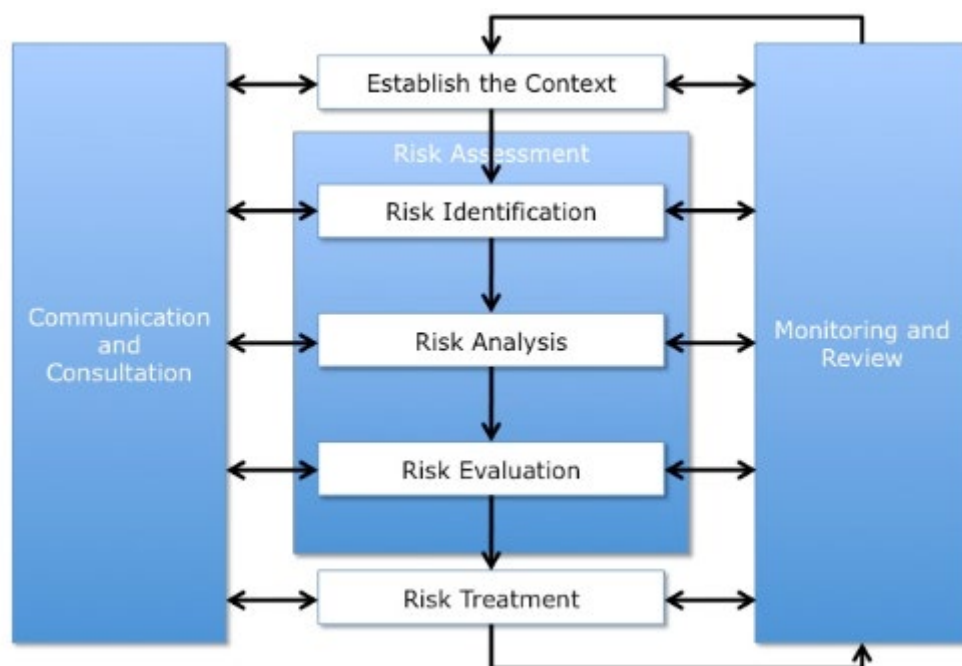 Establish the Context
Risk Assessment
Risk Identification
Communication
and
Consultation
Risk Analysis
Monitoring and
Review
Risk Evaluation
Risk Treatment